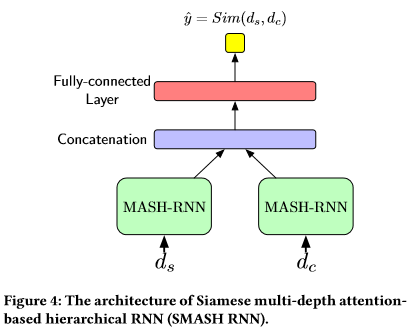 ŷ = Sim(d_s, d_c)
Fully-connected
Layer
Concatenation
MASH-RNN MASH-RNN
d_s d_c
Figure 4: The architecture of Siamese multi-depth attention-
based hierarchical RNN (SMASH RNN).